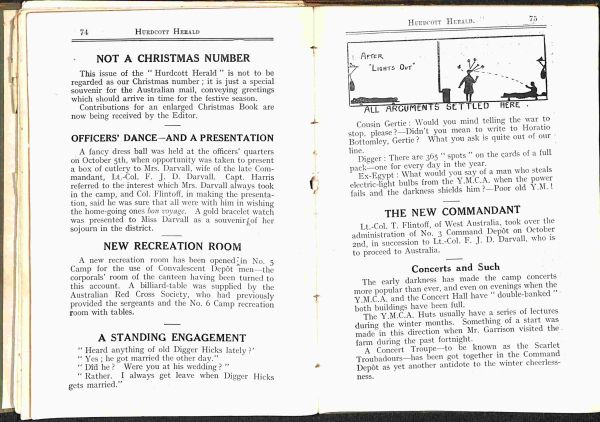 74 HURDCOTT HERALD
NOT A CHRISTMAS NUMBER
This issue of the "Hurdcott Herald" is not to be
regarded as our Christmas number; it is just a special
souvenir for the Australian mail, conveying greetings
which should arrive in time for the festive season.
Contributions for an enlarged Christmas Book are
now being received by the Editor.
OFFICERS' DANCE—AND A PRESENTATION
A fancy dress ball was held at the officers' quarters
on October 5th, when opportunity was taken to present
a box of cutlery to Mrs. Darvall, wife of the late Com-
mandant, Lt.-Col. F. J. D. Darvall. Capt. Harris
referred to the interest which Mrs. Darvall always took
in the camp, and Col. Flintoff, in making the presenta-
tion, said he was sure that all were with him in wishing
the home-going ones bon voyage. A gold bracelet watch
was presented to Miss Darvall as a souvenir of her
sojourn in the district.
NEW RECREATION ROOM
A new recreation room has been opened in No. 5
Camp for the use of Convalescent Depôt men—the
corporals' room of the canteen having been turned to
this account. A billiard-table was supplied by the
Australian Red Cross Society, who had previously
provided the sergeants and the No. 6 Camp recreation
room with tables.
A STANDING ENGAGEMENT
"Heard anything of old Digger Hicks lately?'
"Yes; he got married the other day."
"Did he? Were you at his wedding?"
"Rather. I always get leave when Digger Hicks
gets married."
HURDCOTT HERALD. 75
AFTER
"LIGHTS OUT"
ALL ARGUMENTS SETTLED HERE.
Cousin Gertie: Would you mind telling the war to
stop, please?—Didn't you mean to write to Horatio
Bottomley, Gertie? What you ask is quite out of our
line.
Digger: There are 365 "spots" on the cards of a full
pack—one for every day in the year.
Ex-Egypt: What would you say of a man who steals
electric-light bulbs from the Y.M.C.A. when the power
fails and the darkness shields him?—Poor old Y.M.!
THE NEW COMMANDANT
Lt.-Col. T. Flintoff, of West Australia, took over the
administration of No. 3 Command Depôt on October
2nd, in succession to Lt.-Col. F. J. D. Darvall, who is
to proceed to Australia.
Concerts and Such
The early darkness has made the camp concerts
more popular than ever, and even on evenings when the
Y.M.C.A. and the Concert Hall have "double-banked"
both buildings have been full.
The Y.M.C.A. Huts usually have a series of lectures
during the winter months. Something of a start was
made in this direction when Mr. Garrison visited the
farm during the past fortnight.
A Concert Troupe—to be known as the Scarlet
Troubadours—has been got together in the Command
Depôt as yet another antidote to the winter cheerless-
ness.